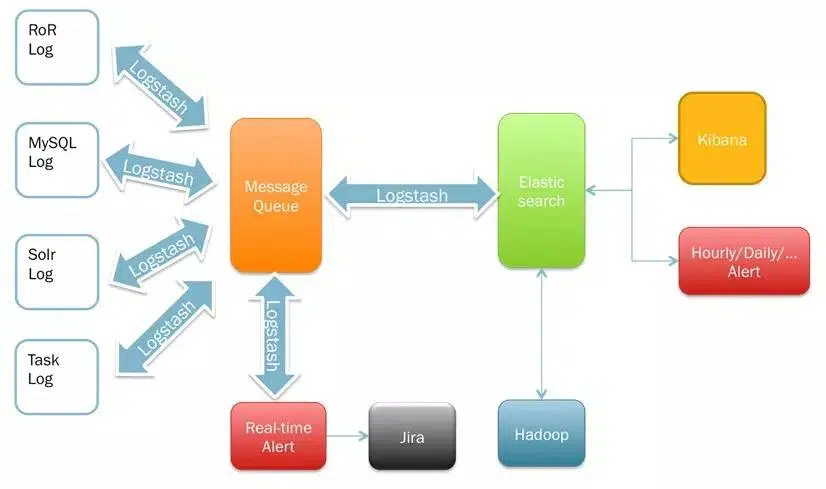 RoR
Log
Logstash
MySQL
Log
Logstash
Solr
Log
Logstash
Task
Log
Logstash
Message
Queue
Logstash
Elastic
search
Kibana
Hourly/Daily/...
Alert
Logstash
Real-time
Alert
Jira
Hadoop